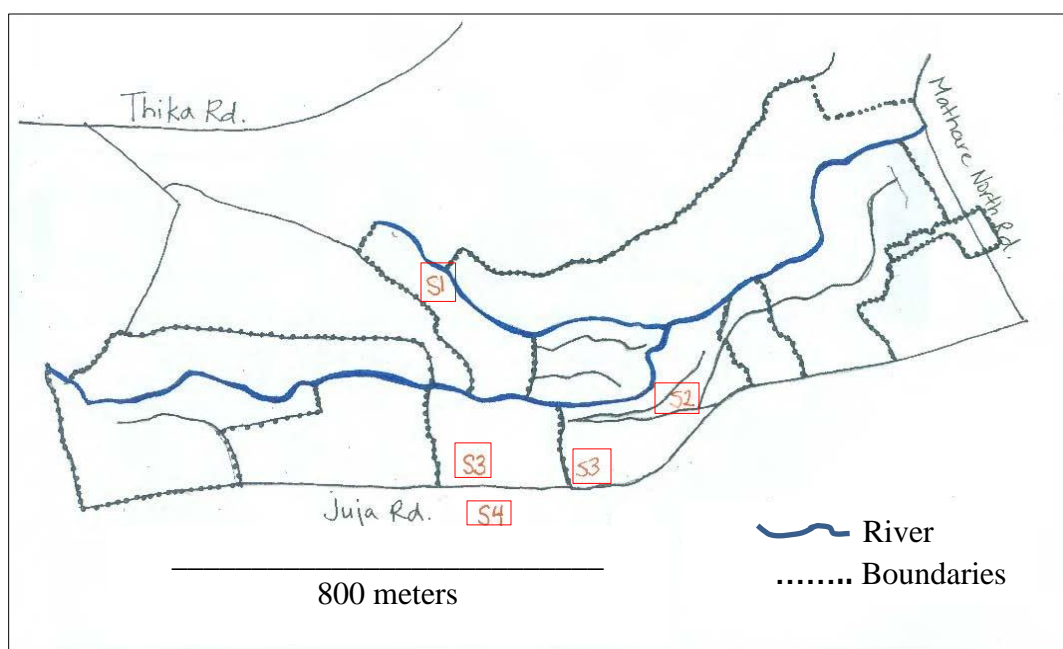 Thika Rd.
Mathare North Rd.
S1
S2
S3
S3
Juja Rd.
S4
River
........ Boundaries
800 meters